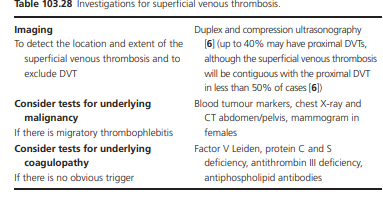 Table 103.28 Investigations for superficial venous thrombosis.
Imaging
To detect the location and extent of the
superficial venous thrombosis and to
exclude DVT
Duplex and compression ultrasonography
[6] (up to 40% may have proximal DVTs,
although the superficial venous thrombosis
will be contiguous with the proximal DVT
in less than 50% of cases [6])
Consider tests for underlying
malignancy
If there is migratory thrombophlebitis
Blood tumour markers, chest X-ray and
CT abdomen/pelvis, mammogram in
females
Consider tests for underlying
coagulopathy
If there is no obvious trigger
Factor V Leiden, protein C and S
deficiency, antithrombin III deficiency,
antiphospholipid antibodies